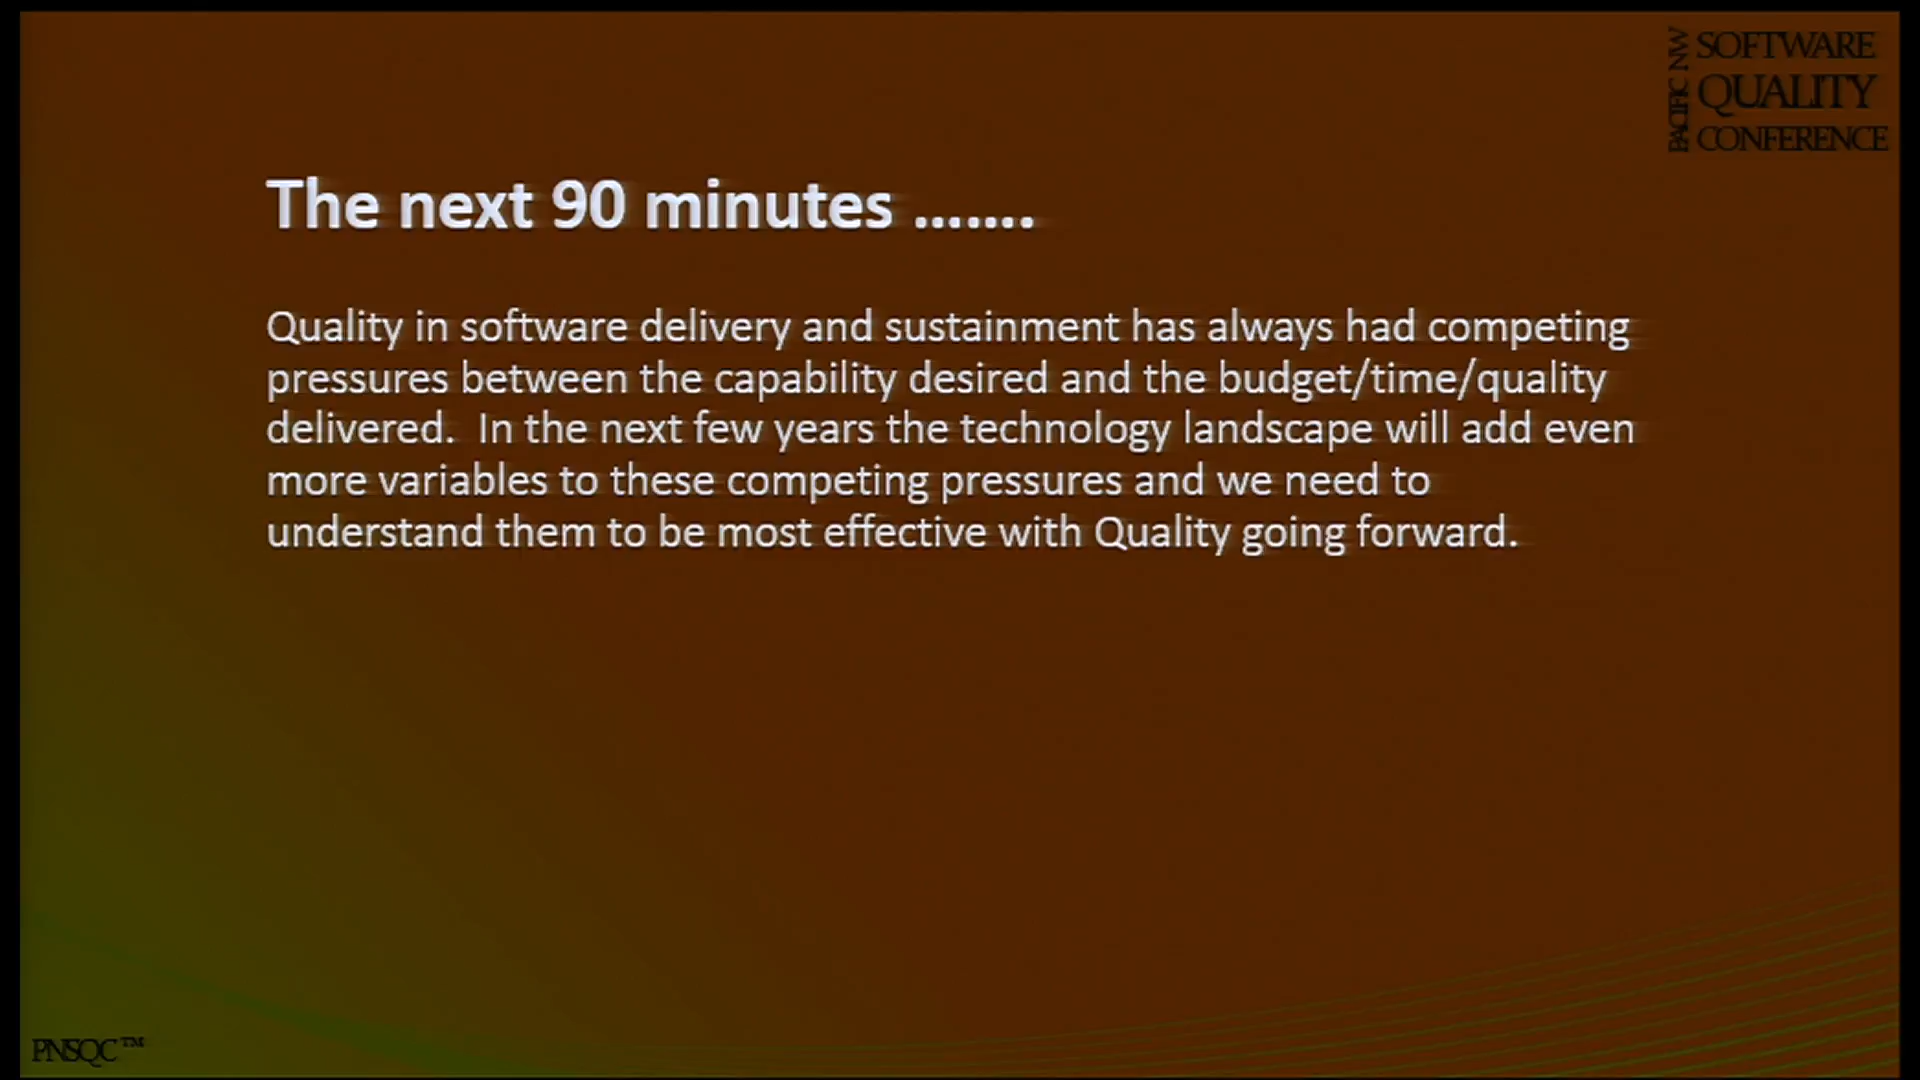 PACIFIC NW
SOFTWARE
QUALITY
CONFERENCE
The next 90 minutes .......
Quality in software delivery and sustainment has always had competing
pressures between the capability desired and the budget/time/quality
delivered.  In the next few years the technology landscape will add even
more variables to these competing pressures and we need to
understand them to be most effective with Quality going forward.
PNSQC™